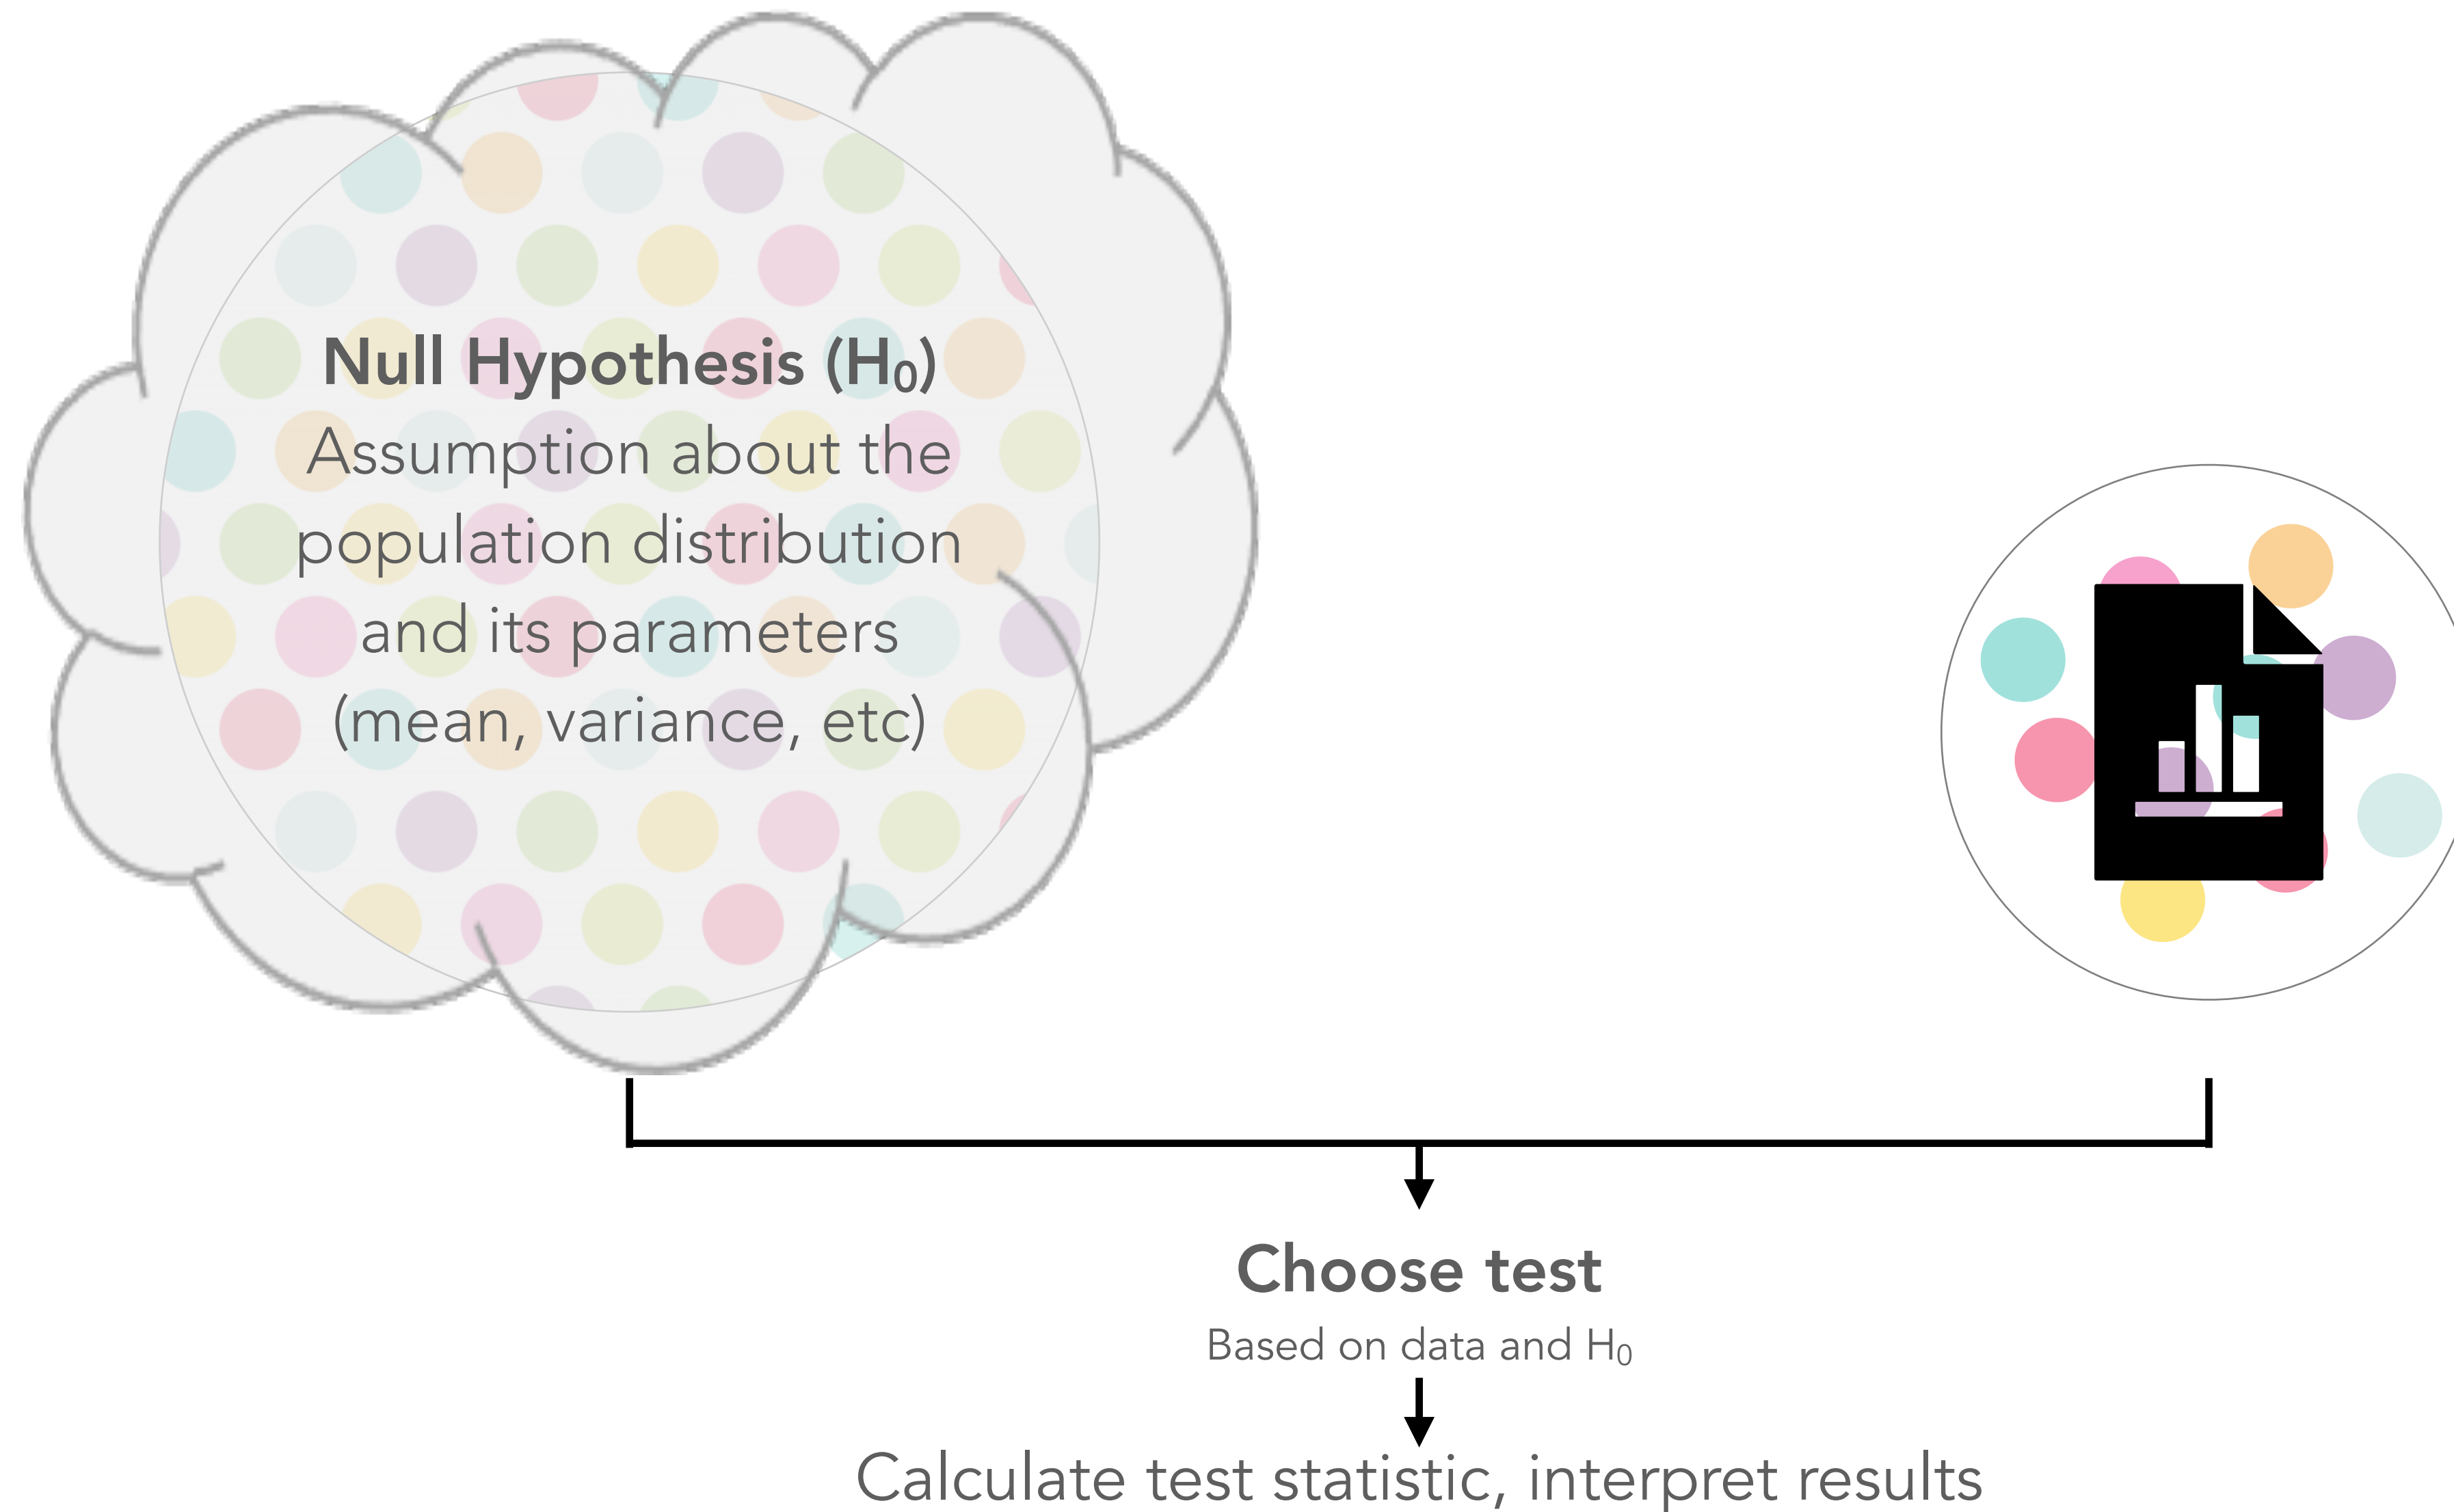 Null Hypothesis (H₀)
Assumption about the
population distribution
and its parameters
(mean, variance, etc)
Choose test
Based on data and H₀
Calculate test statistic, interpret results